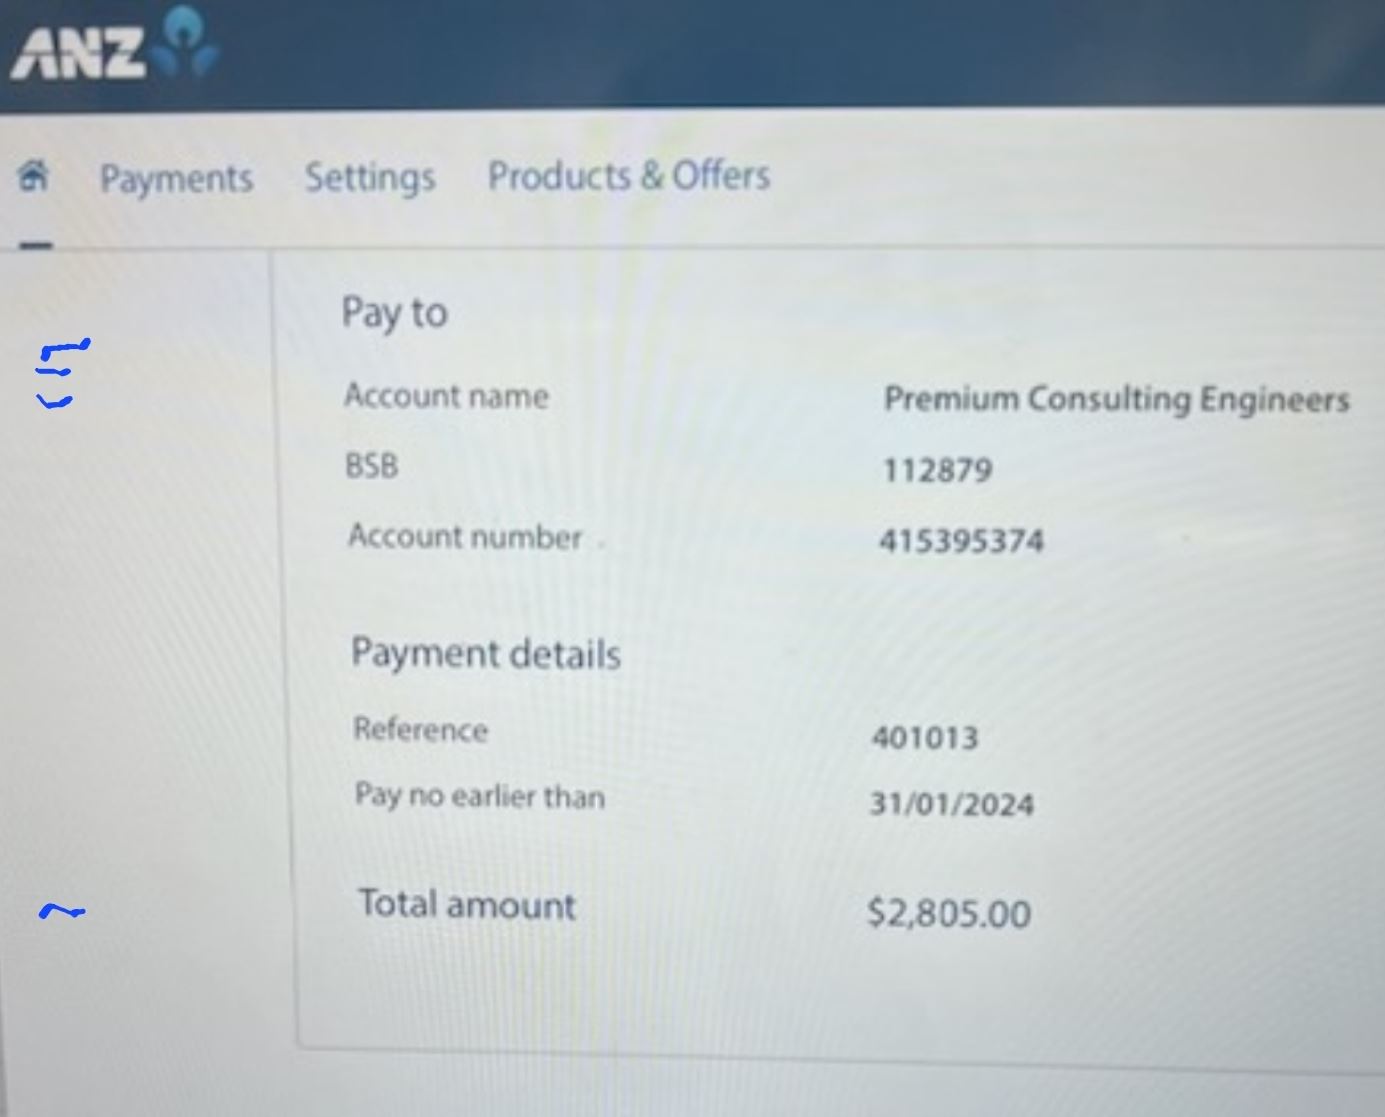 ANZ
Payments Settings Products & Offers
Pay to
Account name Premium Consulting Engineers
BSB 112879
Account number 415395374
Payment details
Reference 401013
Pay no earlier than 31/01/2024
Total amount $2,805.00